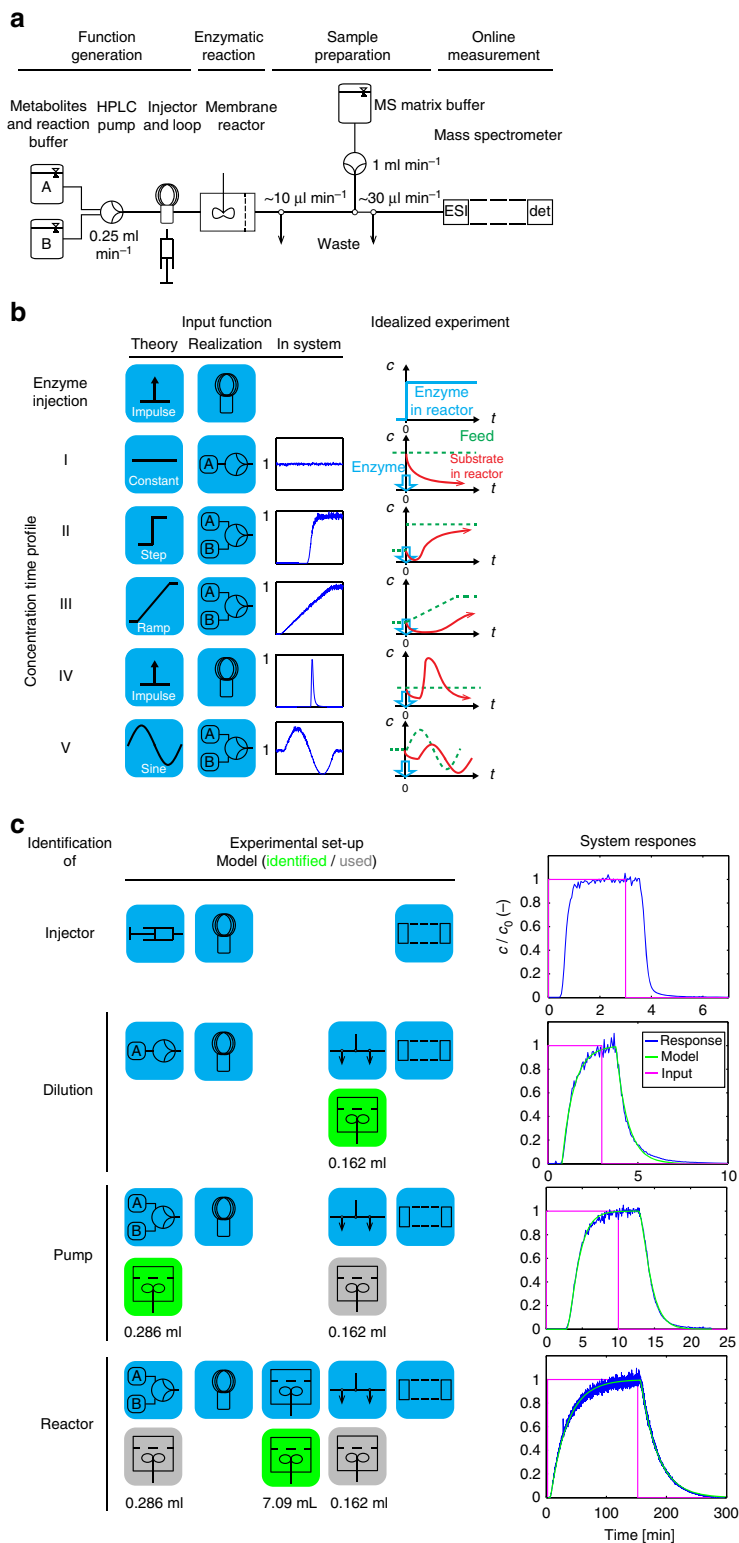 a
Function generation
Enzymatic reaction
Sample preparation
Online measurement
Metabolites and reaction buffer
HPLC pump
Injector and loop
Membrane reactor
MS matrix buffer
Mass spectrometer
A
B
0.25 ml min⁻¹
1 ml min⁻¹
~10 µl min⁻¹
~30 µl min⁻¹
Waste
ESI
det
b
Input function
Idealized experiment
Theory
Realization
In system
Concentration time profile
Enzyme injection
Impulse
c
Enzyme in reactor
0
t
I
Constant
A
1
c
Feed
Enzyme
Substrate in reactor
0
t
II
Step
A
B
1
c
0
t
III
Ramp
A
B
1
c
0
t
IV
Impulse
1
c
0
t
V
Sine
A
B
1
c
0
t
c
Identification of
Experimental set-up
Model (identified / used)
System respones
Injector
c / c₀ (–)
1
0.8
0.6
0.4
0.2
0
0 2 4 6
Dilution
A
0.162 ml
Response
Model
Input
1
0.8
0.6
0.4
0.2
0
0 5 10
Pump
A
B
0.286 ml
0.162 ml
1
0.8
0.6
0.4
0.2
0
0 5 10 15 20 25
Reactor
A
B
0.286 ml
7.09 mL
0.162 ml
1
0.8
0.6
0.4
0.2
0
0 100 200 300
Time [min]